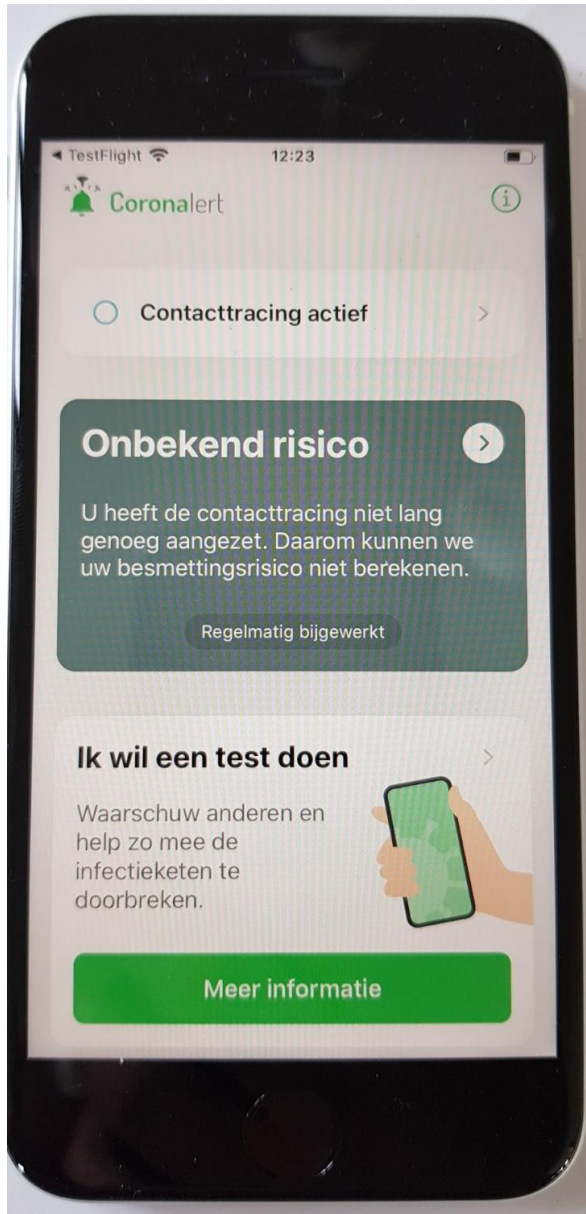 TestFlight 12:23
Coronalert
Contacttracing actief
Onbekend risico
U heeft de contacttracing niet lang
genoeg aangezet. Daarom kunnen we
uw besmettingsrisico niet berekenen.
Regelmatig bijgewerkt
Ik wil een test doen
Waarschuw anderen en
help zo mee de
infectieketen te
doorbreken.
Meer informatie